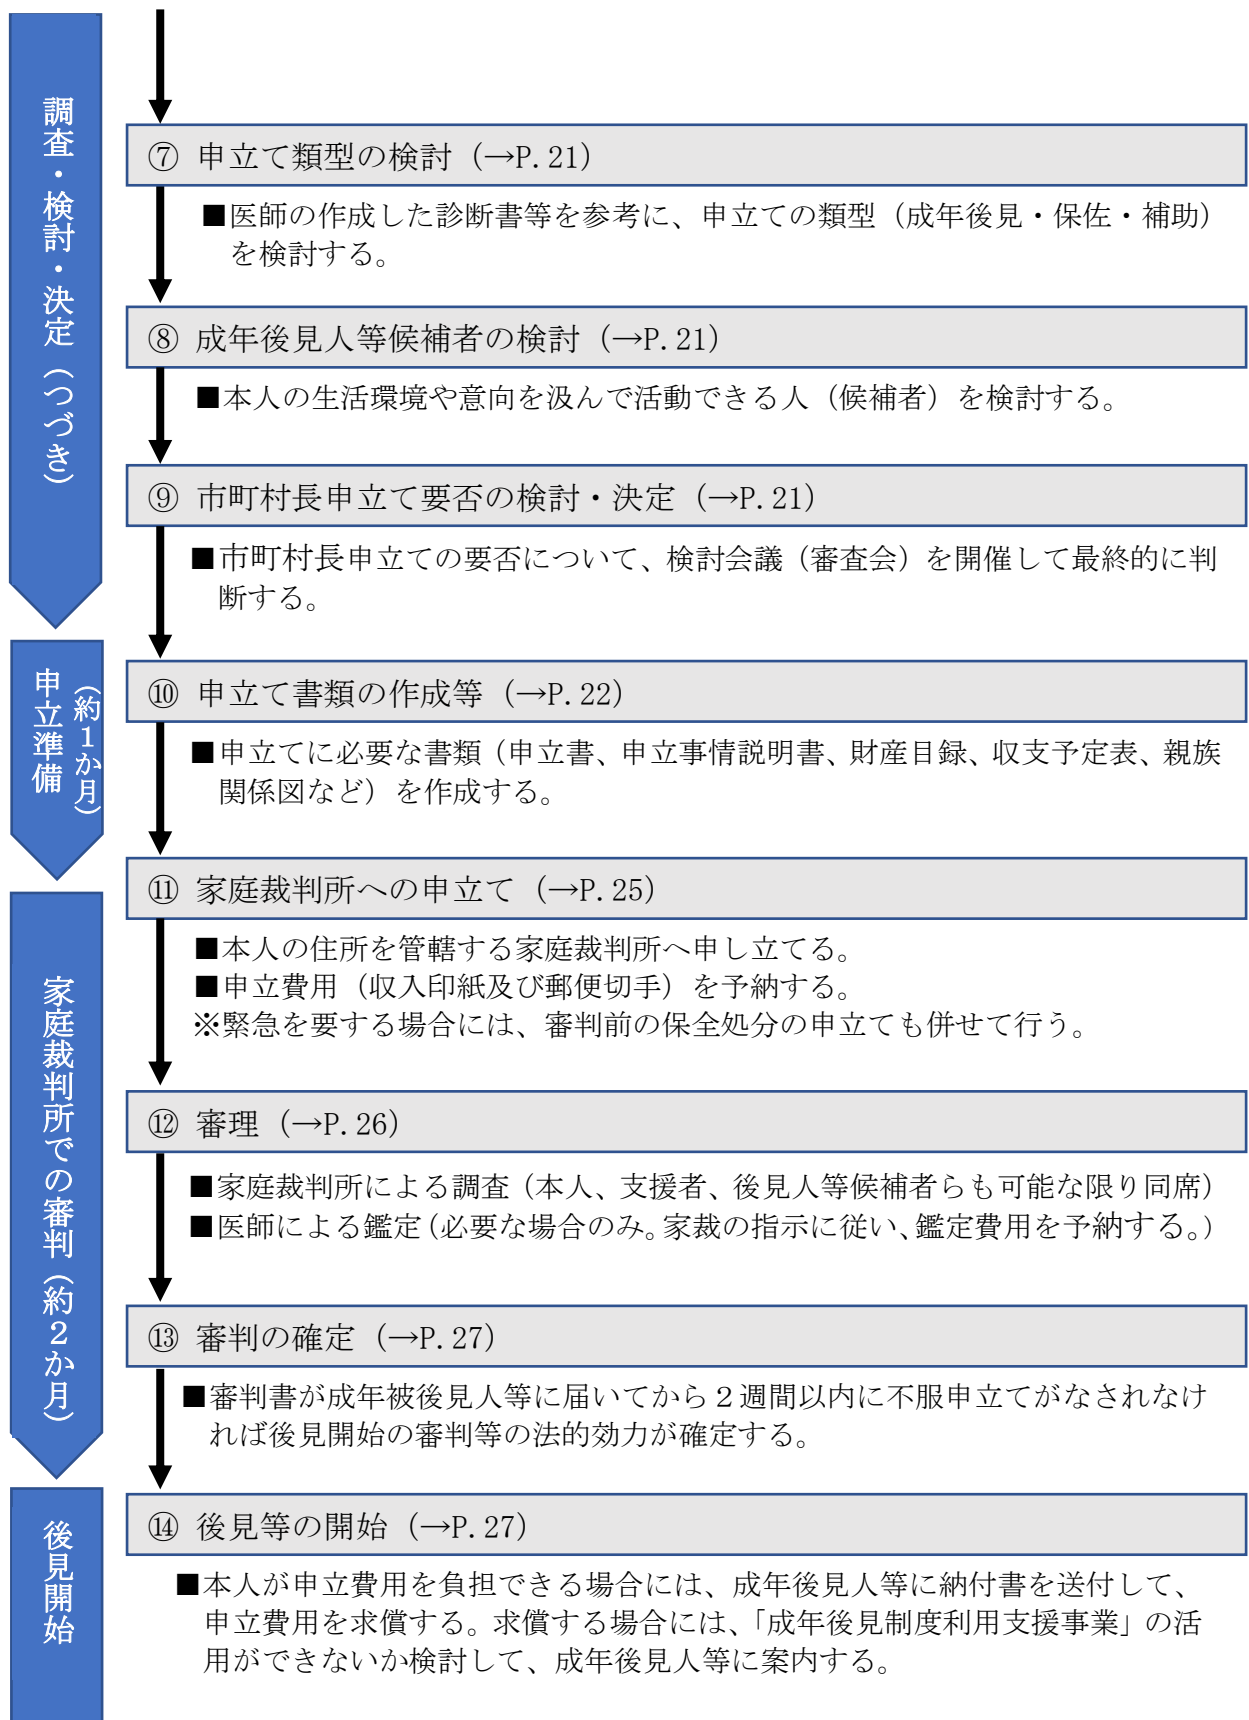 調査・検討・決定（つづき）
⑦ 申立て類型の検討（→P.21）
■医師の作成した診断書等を参考に、申立ての類型（成年後見・保佐・補助）
を検討する。
⑧ 成年後見人等候補者の検討（→P.21）
■本人の生活環境や意向を汲んで活動できる人（候補者）を検討する。
⑨ 市町村長申立て要否の検討・決定（→P.21）
■市町村長申立ての要否について、検討会議（審査会）を開催して最終的に判
断する。
申立準備
（約１か月）
⑩ 申立て書類の作成等（→P.22）
■申立てに必要な書類（申立書、申立事情説明書、財産目録、収支予定表、親族
関係図など）を作成する。
家庭裁判所での審判（約２か月）
⑪ 家庭裁判所への申立て（→P.25）
■本人の住所を管轄する家庭裁判所へ申し立てる。
■申立費用（収入印紙及び郵便切手）を予納する。
※緊急を要する場合には、審判前の保全処分の申立ても併せて行う。
⑫ 審理（→P.26）
■家庭裁判所による調査（本人、支援者、後見人等候補者らも可能な限り同席）
■医師による鑑定（必要な場合のみ。家裁の指示に従い、鑑定費用を予納する。）
⑬ 審判の確定（→P.27）
■審判書が成年被後見人等に届いてから２週間以内に不服申立てがなされなけ
れば後見開始の審判等の法的効力が確定する。
後見開始
⑭ 後見等の開始（→P.27）
■本人が申立費用を負担できる場合には、成年後見人等に納付書を送付して、
申立費用を求償する。求償する場合には、「成年後見制度利用支援事業」の活
用ができないか検討して、成年後見人等に案内する。